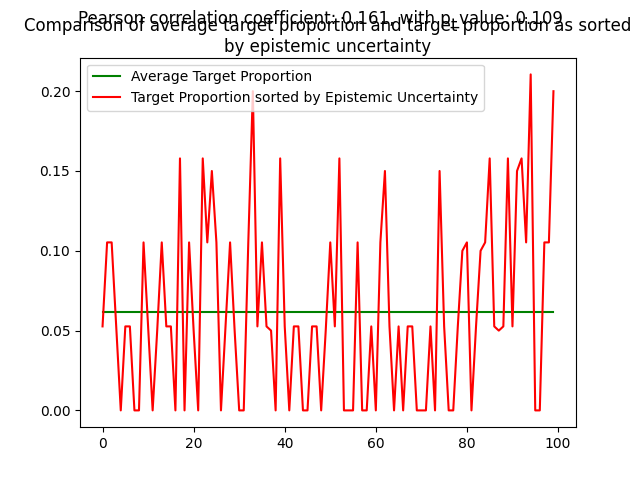 Pearson correlation coefficient: 0.161, with p_value: 0.109
Comparison of average target proportion and target proportion as sorted
by epistemic uncertainty
Average Target Proportion
Target Proportion sorted by Epistemic Uncertainty
0.20
0.15
0.10
0.05
0.00
0 20 40 60 80 100